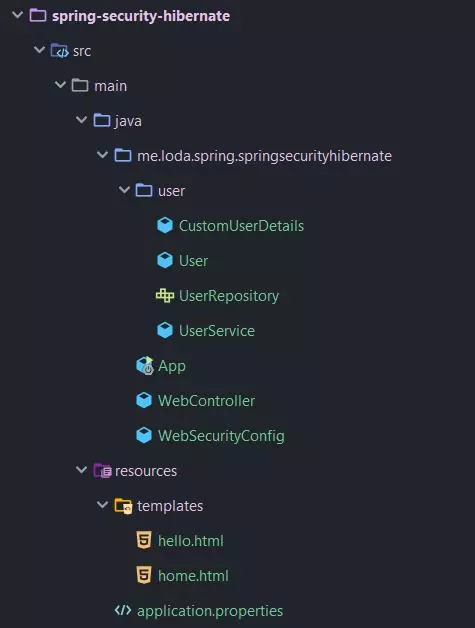 spring-security-hibernate
src
main
java
me.loda.spring.springsecurityhibernate
user
CustomUserDetails
User
UserRepository
UserService
App
WebController
WebSecurityConfig
resources
templates
hello.html
home.html
application.properties